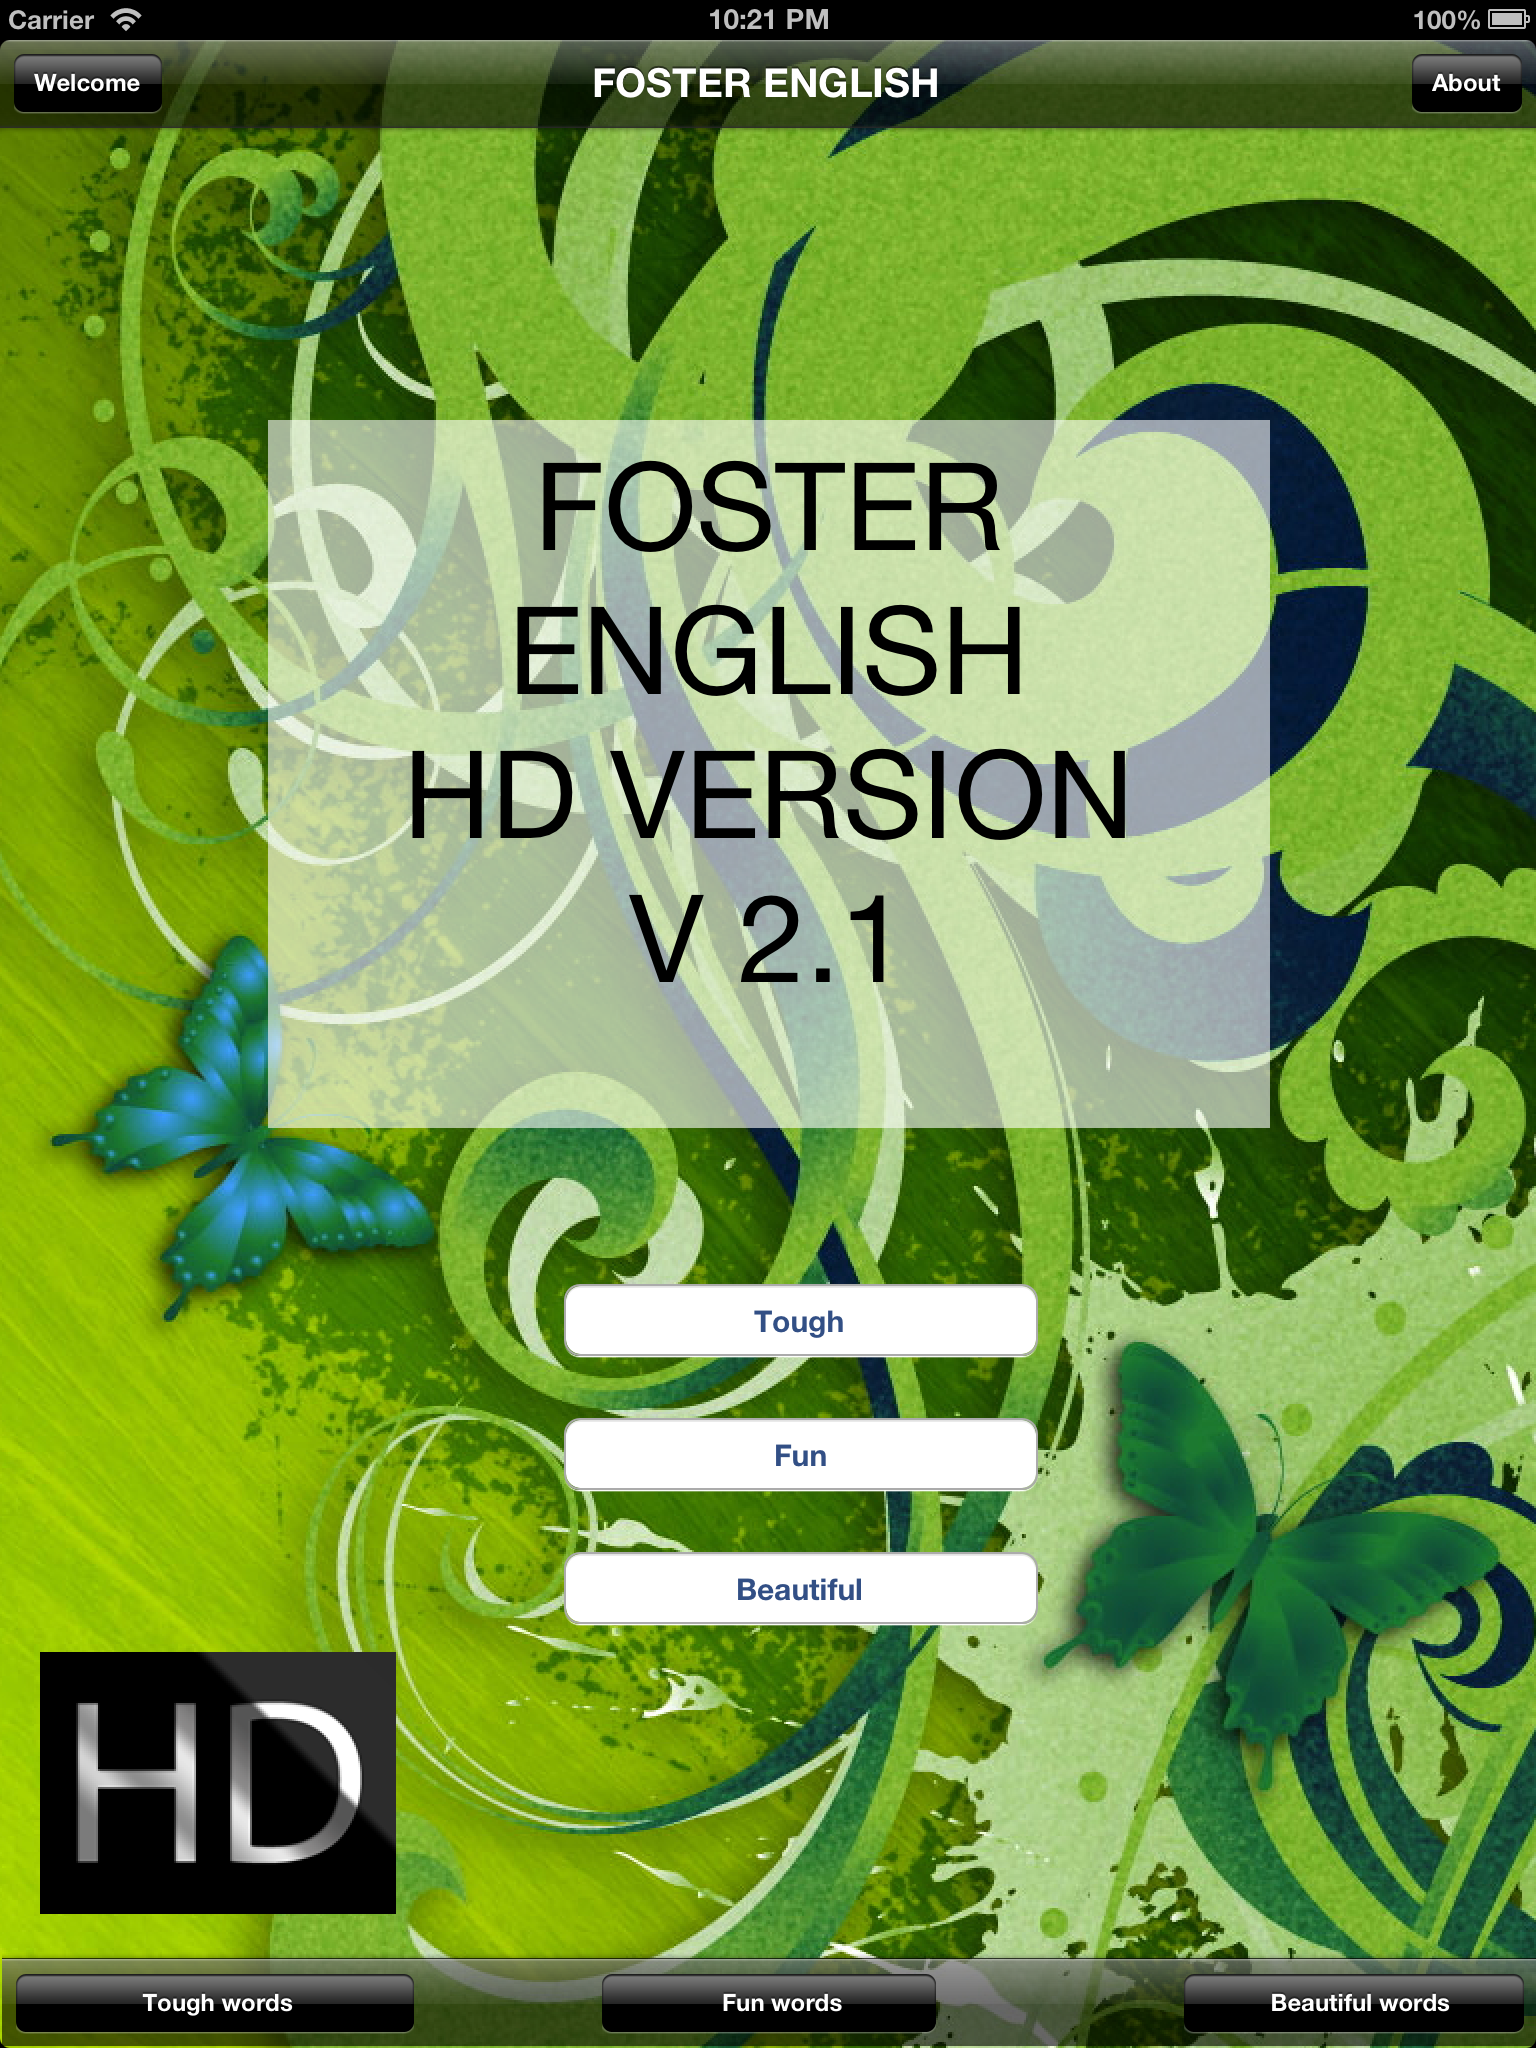 Carrier 10:21 PM 100%
Welcome FOSTER ENGLISH About
FOSTER
ENGLISH
HD VERSION
V 2.1
Tough
Fun
Beautiful
HD
Tough words Fun words Beautiful words